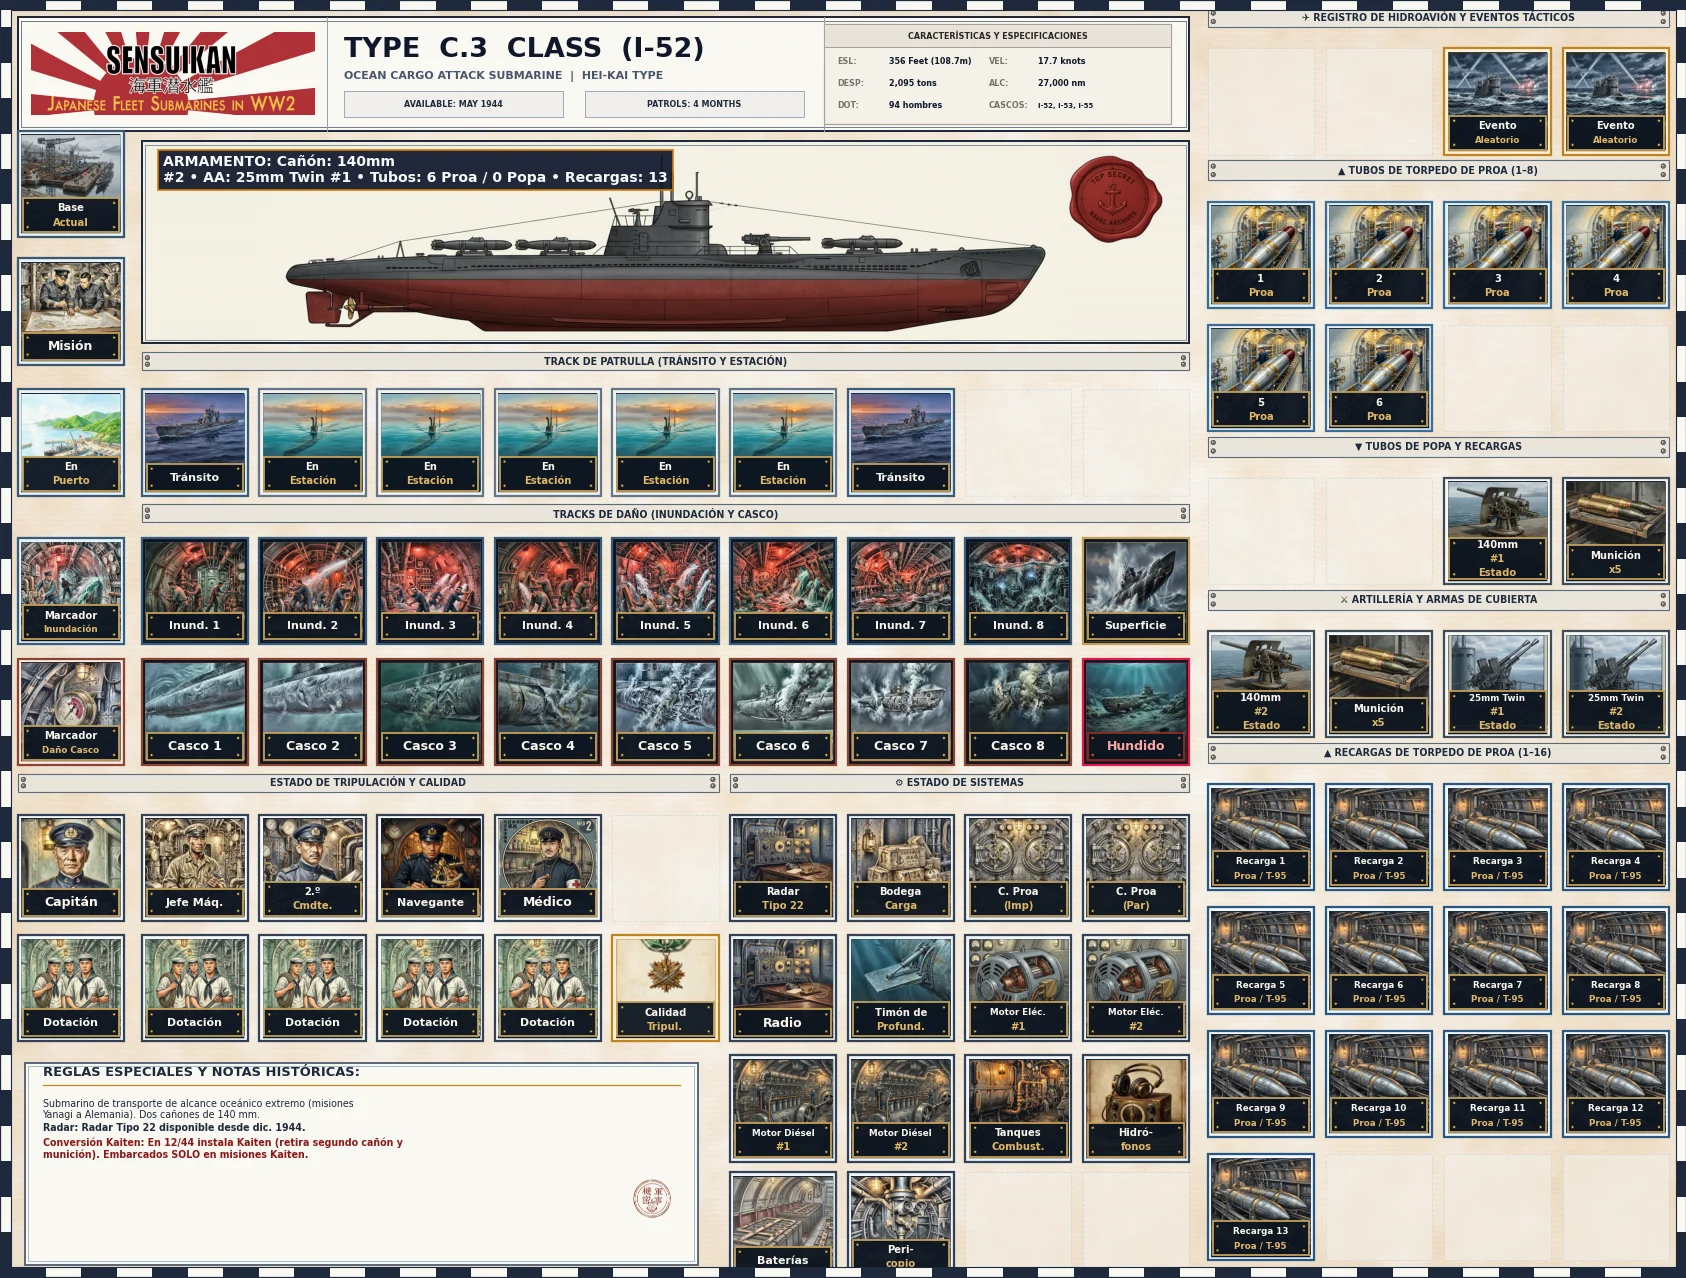 SENSUIKAN
海軍潜水艦
JAPANESE FLEET SUBMARINES IN WW2
TYPE C.3 CLASS (I-52)
OCEAN CARGO ATTACK SUBMARINE | HEI-KAI TYPE
AVAILABLE: MAY 1944
PATROLS: 4 MONTHS
CARACTERÍSTICAS Y ESPECIFICACIONES
ESL: 356 Feet (108.7m) VEL: 17.7 knots
DESP: 2,095 tons ALC: 27,000 nm
DOT: 94 hombres CASCOS: I-52, I-53, I-55
Base
Actual
Misión
ARMAMENTO: Cañón: 140mm
#2 • AA: 25mm Twin #1 • Tubos: 6 Proa / 0 Popa • Recargas: 13
TOP SECRET
NAVAL ARCHIVES
TRACK DE PATRULLA (TRÁNSITO Y ESTACIÓN)
En
Puerto
Tránsito
En
Estación
En
Estación
En
Estación
En
Estación
En
Estación
Tránsito
TRACKS DE DAÑO (INUNDACIÓN Y CASCO)
Marcador
Inundación
Inund. 1
Inund. 2
Inund. 3
Inund. 4
Inund. 5
Inund. 6
Inund. 7
Inund. 8
Superficie
Marcador
Daño Casco
Casco 1
Casco 2
Casco 3
Casco 4
Casco 5
Casco 6
Casco 7
Casco 8
Hundido
ESTADO DE TRIPULACIÓN Y CALIDAD
Capitán
Jefe Máq.
2.º
Cmdte.
Navegante
Médico
Dotación
Dotación
Dotación
Dotación
Dotación
Calidad
Tripul.
⚙ ESTADO DE SISTEMAS
Radar
Tipo 22
Bodega
Carga
C. Proa
(Imp)
C. Proa
(Par)
Radio
Timón de
Profund.
Motor Eléc.
#1
Motor Eléc.
#2
Motor Diésel
#1
Motor Diésel
#2
Tanques
Combust.
Hidró-
fonos
Baterías
Peri-
copio
REGLAS ESPECIALES Y NOTAS HISTÓRICAS:
Submarino de transporte de alcance oceánico extremo (misiones
Yanagi a Alemania). Dos cañones de 140 mm.
Radar: Radar Tipo 22 disponible desde dic. 1944.
Conversión Kaiten: En 12/44 instala Kaiten (retira segundo cañón y
munición). Embarcados SOLO en misiones Kaiten.
✈ REGISTRO DE HIDROAVIÓN Y EVENTOS TÁCTICOS
Evento
Aleatorio
Evento
Aleatorio
▲ TUBOS DE TORPEDO DE PROA (1–8)
1
Proa
2
Proa
3
Proa
4
Proa
5
Proa
6
Proa
▼ TUBOS DE POPA Y RECARGAS
140mm
#1
Estado
Munición
x5
⚔ ARTILLERÍA Y ARMAS DE CUBIERTA
140mm
#2
Estado
Munición
x5
25mm Twin
#1
Estado
25mm Twin
#2
Estado
▲ RECARGAS DE TORPEDO DE PROA (1–16)
Recarga 1
Proa / T-95
Recarga 2
Proa / T-95
Recarga 3
Proa / T-95
Recarga 4
Proa / T-95
Recarga 5
Proa / T-95
Recarga 6
Proa / T-95
Recarga 7
Proa / T-95
Recarga 8
Proa / T-95
Recarga 9
Proa / T-95
Recarga 10
Proa / T-95
Recarga 11
Proa / T-95
Recarga 12
Proa / T-95
Recarga 13
Proa / T-95